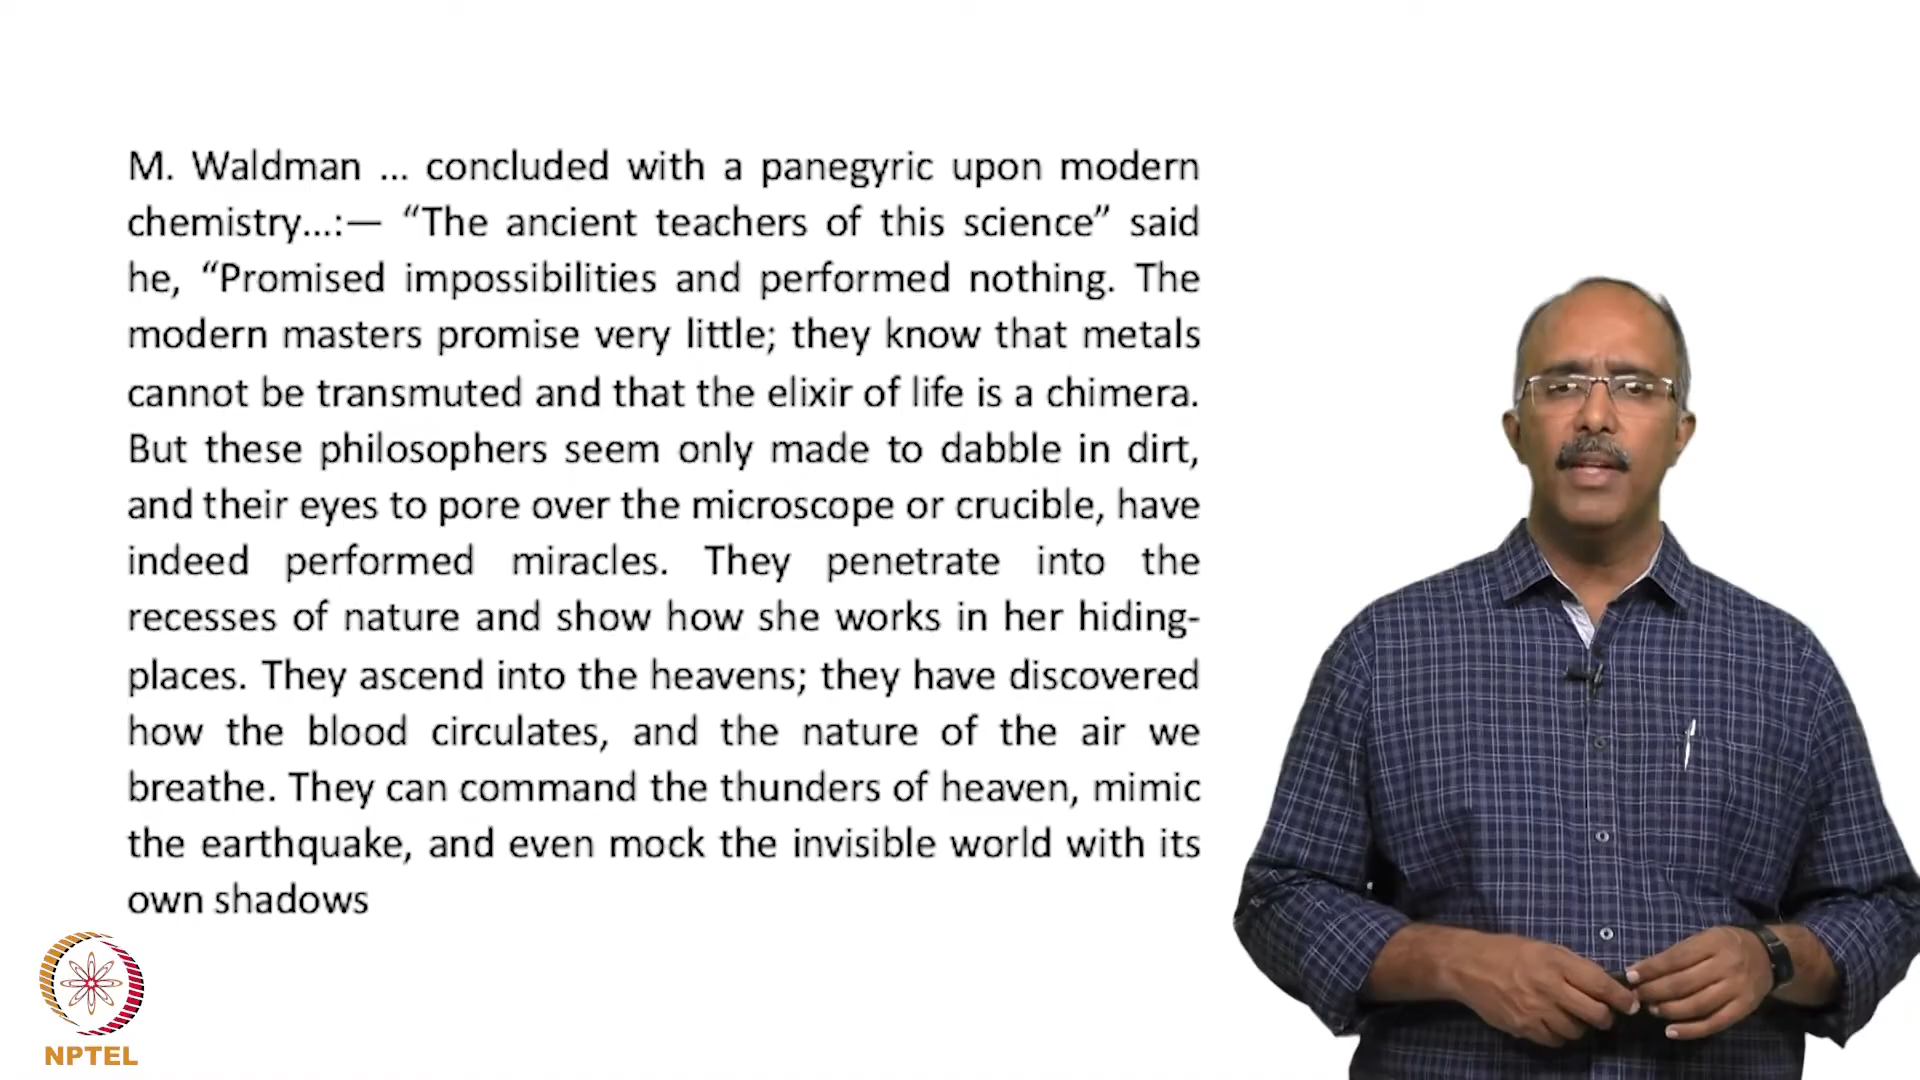 M. Waldman ... concluded with a panegyric upon modern
chemistry...:— “The ancient teachers of this science” said
he, “Promised impossibilities and performed nothing. The
modern masters promise very little; they know that metals
cannot be transmuted and that the elixir of life is a chimera.
But these philosophers seem only made to dabble in dirt,
and their eyes to pore over the microscope or crucible, have
indeed performed miracles. They penetrate into the
recesses of nature and show how she works in her hiding-
places. They ascend into the heavens; they have discovered
how the blood circulates, and the nature of the air we
breathe. They can command the thunders of heaven, mimic
the earthquake, and even mock the invisible world with its
own shadows
NPTEL